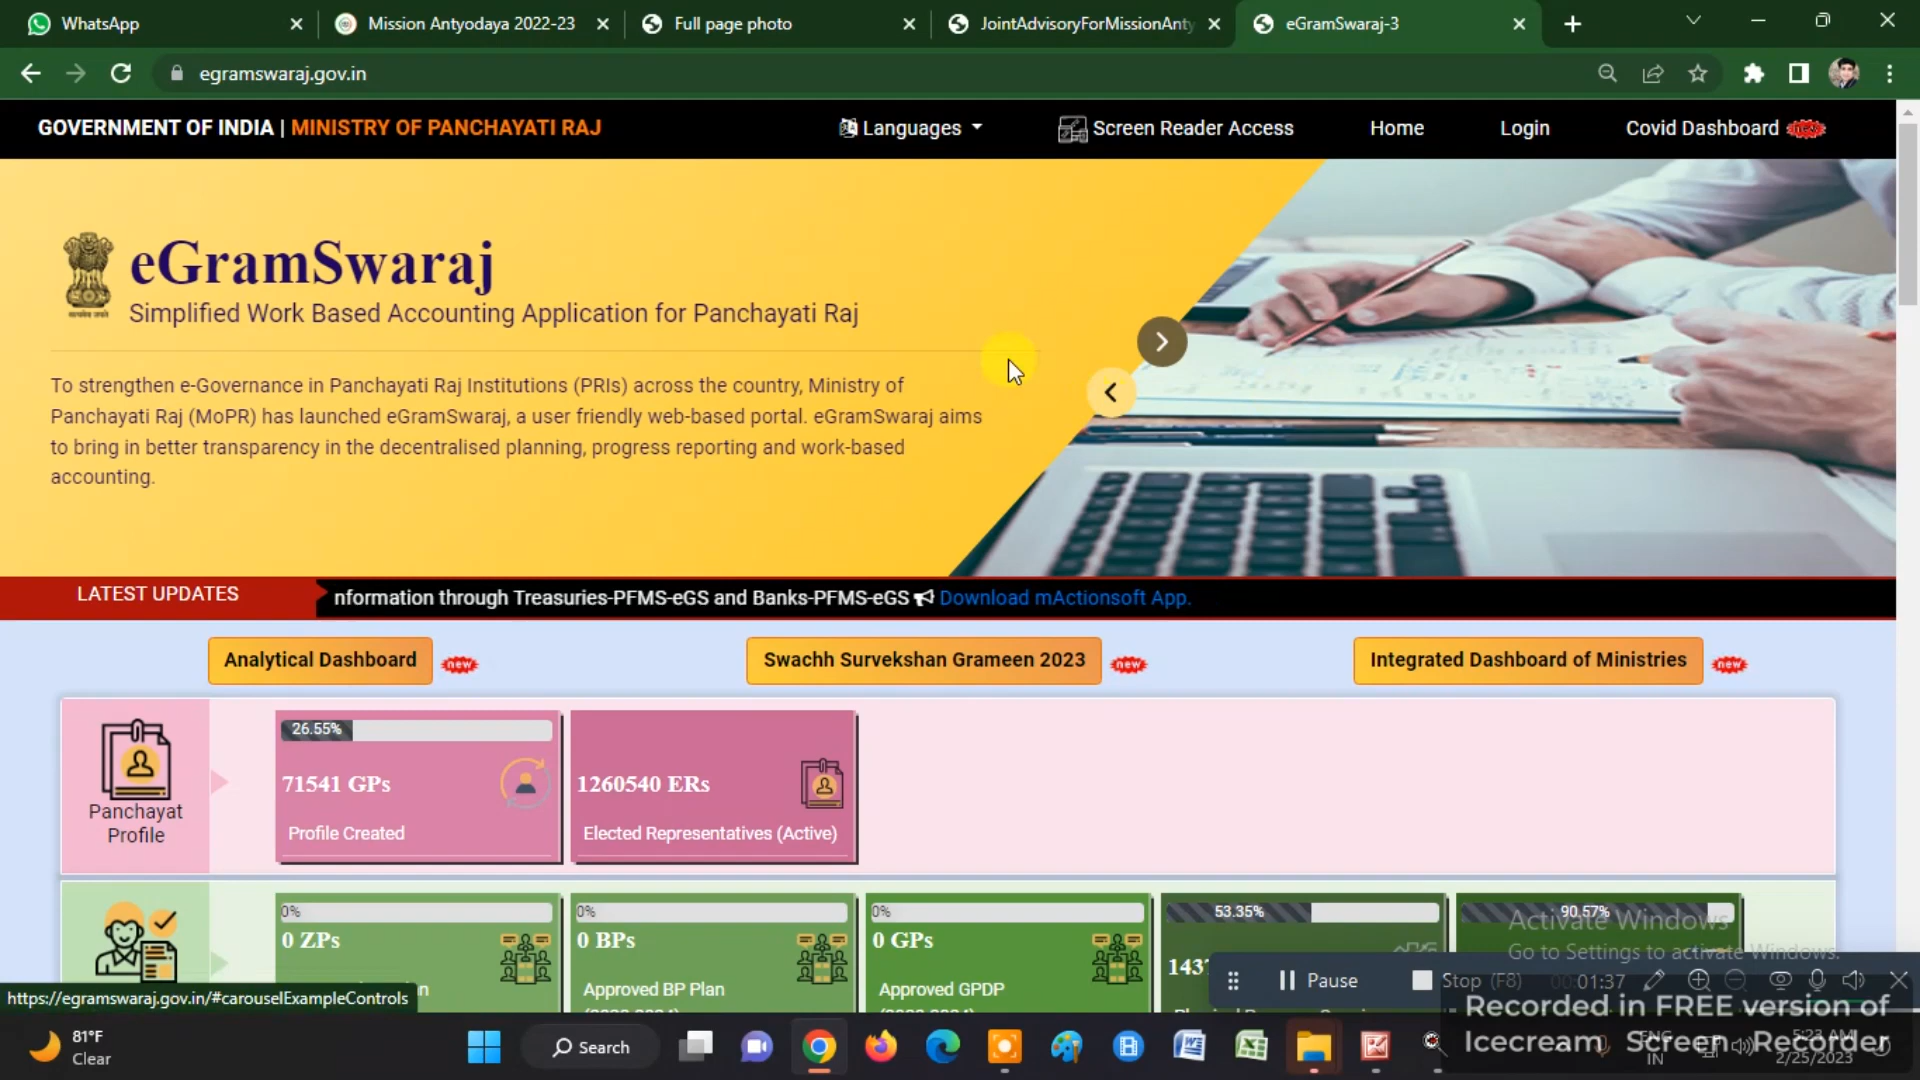 WhatsApp
Mission Antyodaya 2022-23
Full page photo
JointAdvisoryForMissionAnty
eGramSwaraj-3
egramswaraj.gov.in
GOVERNMENT OF INDIA | MINISTRY OF PANCHAYATI RAJ
Languages
Screen Reader Access
Home
Login
Covid Dashboard new
eGramSwaraj
Simplified Work Based Accounting Application for Panchayati Raj
To strengthen e-Governance in Panchayati Raj Institutions (PRIs) across the country, Ministry of
Panchayati Raj (MoPR) has launched eGramSwaraj, a user friendly web-based portal. eGramSwaraj aims
to bring in better transparency in the decentralised planning, progress reporting and work-based
accounting.
LATEST UPDATES
nformation through Treasuries-PFMS-eGS and Banks-PFMS-eGS Download mActionsoft App.
Analytical Dashboard new
Swachh Survekshan Grameen 2023 new
Integrated Dashboard of Ministries new
Panchayat
Profile
26.55%
71541 GPs
Profile Created
1260540 ERs
Elected Representatives (Active)
0%
0 ZPs
0%
0 BPs
Approved BP Plan
0%
0 GPs
Approved GPDP
53.35%
90.57%
Activate Windows
Go to Settings to activate Windows.
Pause
Stop (F8)
00:01:37
https://egramswaraj.gov.in/#carouselExampleControls
Recorded in FREE version of
Icecream Screen Recorder
81°F
Clear
Search
ENG
IN
5:23 AM
2/25/2023